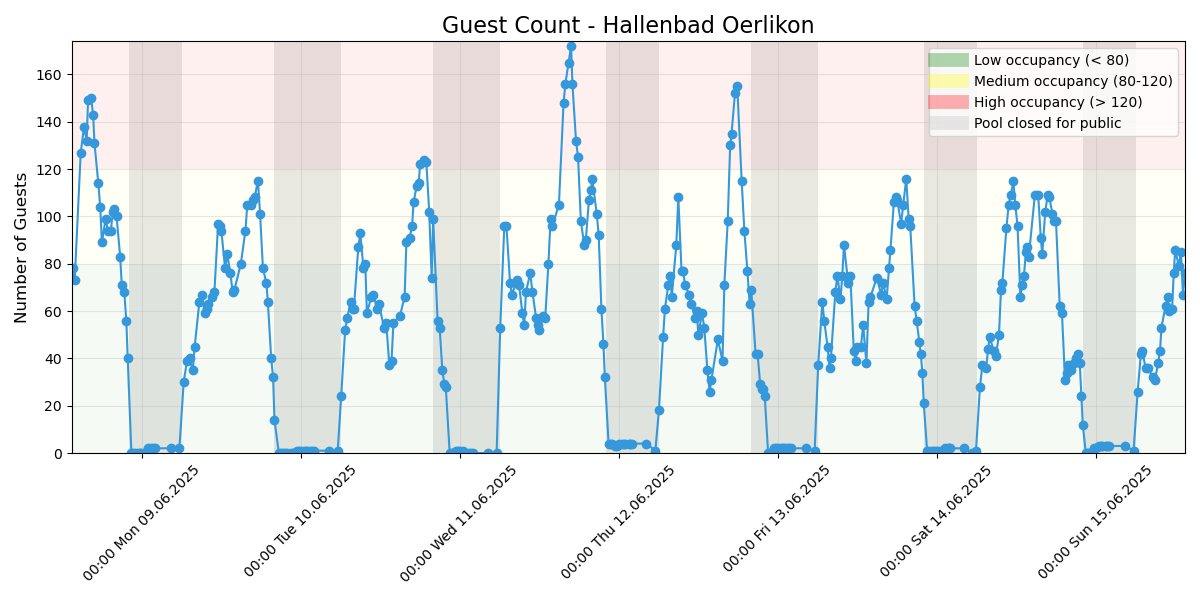 Guest Count - Hallenbad Oerlikon
Low occupancy (< 80)
Medium occupancy (80-120)
High occupancy (> 120)
Pool closed for public
Number of Guests
160
140
120
100
80
60
40
20
0
00:00 Mon 09.06.2025
00:00 Tue 10.06.2025
00:00 Wed 11.06.2025
00:00 Thu 12.06.2025
00:00 Fri 13.06.2025
00:00 Sat 14.06.2025
00:00 Sun 15.06.2025